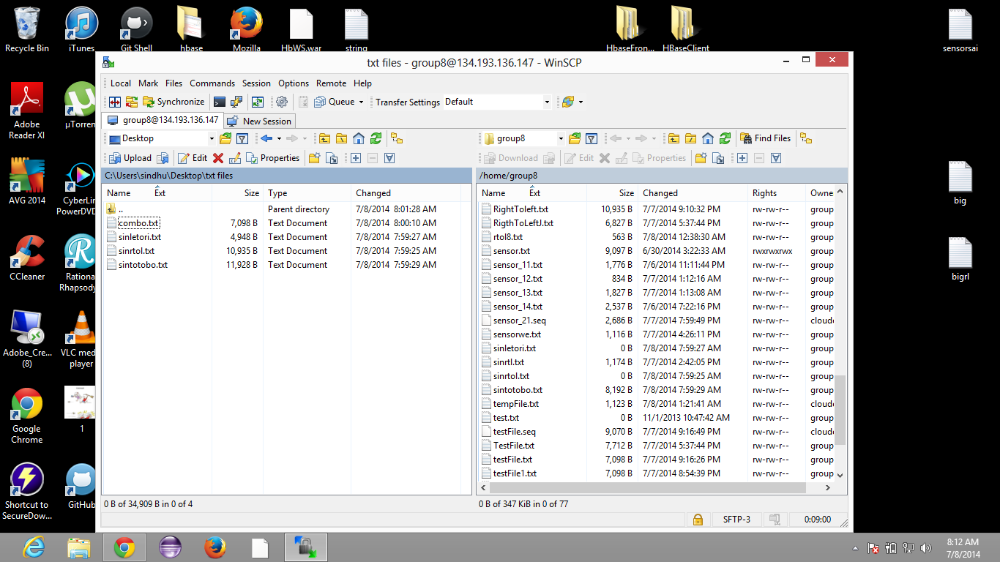 Recycle Bin
iTunes
Git Shell
hbase
Mozilla
HbWS.war
string
HbaseFron...
HBaseClient
sensorsai
txt files - group8@134.193.136.147 - WinSCP
Local Mark Files Commands Session Options Remote Help
Synchronize Queue Transfer Settings Default
group8@134.193.136.147 New Session
Desktop group8 Find Files
Upload Edit Properties Download Edit Properties
C:\Users\sindhu\Desktop\txt files
Name Ext Size Type Changed
.. Parent directory 7/8/2014 8:01:28 AM
combo.txt 7,098 B Text Document 7/8/2014 8:00:10 AM
sinletori.txt 4,948 B Text Document 7/8/2014 7:59:27 AM
sinrtol.txt 10,935 B Text Document 7/8/2014 7:59:25 AM
sintotobo.txt 11,928 B Text Document 7/8/2014 7:59:29 AM
0 B of 34,909 B in 0 of 4
/home/group8
Name Ext Size Changed Rights Owne
RightToleft.txt 10,935 B 7/7/2014 9:10:32 PM rw-rw-r-- group
RigthToLeftJ.txt 6,827 B 7/7/2014 5:37:44 PM rw-rw-r-- group
rtol8.txt 563 B 7/8/2014 12:38:30 AM rw-rw-r-- group
sensor.txt 9,097 B 6/30/2014 3:22:33 AM rwxrwxrwx group
sensor_11.txt 1,776 B 7/6/2014 11:11:44 PM rw-rw-r-- group
sensor_12.txt 834 B 7/7/2014 1:12:16 AM rw-rw-r-- group
sensor_13.txt 1,827 B 7/7/2014 1:13:08 AM rw-rw-r-- group
sensor_14.txt 2,537 B 7/6/2014 7:22:16 PM rw-rw-r-- group
sensor_21.seq 2,686 B 7/7/2014 7:59:49 PM rw-rw-r-- cloude
sensorwe.txt 1,116 B 7/7/2014 4:26:11 PM rw-rw-r-- group
sinletori.txt 0 B 7/8/2014 7:59:27 AM rw-rw-r-- group
sinrtl.txt 1,174 B 7/7/2014 2:42:05 PM rw-rw-r-- group
sinrtol.txt 0 B 7/8/2014 7:59:25 AM rw-rw-r-- group
sintotobo.txt 8,192 B 7/8/2014 7:59:29 AM rw-rw-r-- group
tempFile.txt 1,123 B 7/8/2014 1:21:41 AM rw-rw-r-- cloude
test.txt 0 B 11/1/2013 10:47:42 AM rw-rw-r-- group
testFile.seq 9,070 B 7/7/2014 9:16:49 PM rw-rw-r-- cloude
TestFile.txt 7,712 B 7/7/2014 5:37:44 PM rw-rw-r-- group
testFile.txt 7,098 B 7/7/2014 9:16:26 PM rw-rw-r-- group
testFile1.txt 7,098 B 7/7/2014 8:54:39 PM rw-rw-r-- group
0 B of 347 KiB in 0 of 77
SFTP-3 0:09:00
Adobe
Reader XI
µTorren
AVG 2014
CyberLin
PowerDVD
CCleaner
Rationa
Rhapsody
Adobe_Cre...
(8)
VLC med
player
Google
Chrome
1
Shortcut to
SecureDow...
GitHub
big
bigrl
8:12 AM
7/8/2014